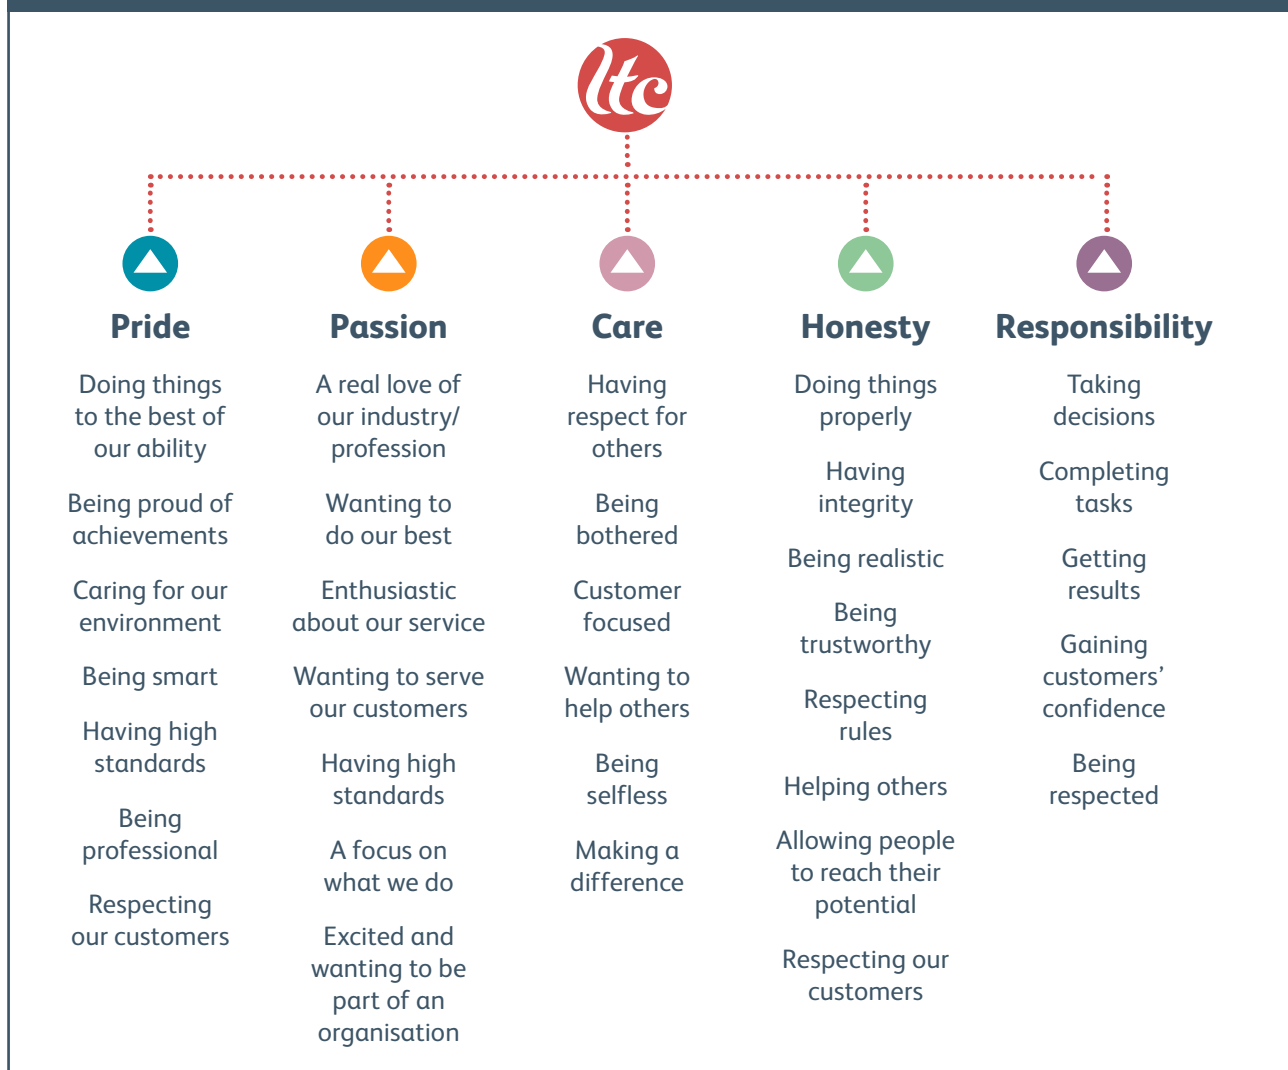 ltc
Pride
Doing things
to the best of
our ability
Being proud of
achievements
Caring for our
environment
Being smart
Having high
standards
Being
professional
Respecting
our customers
Passion
A real love of
our industry/
profession
Wanting to
do our best
Enthusiastic
about our service
Wanting to serve
our customers
Having high
standards
A focus on
what we do
Excited and
wanting to be
part of an
organisation
Care
Having
respect for
others
Being
bothered
Customer
focused
Wanting to
help others
Being
selfless
Making a
difference
Honesty
Doing things
properly
Having
integrity
Being realistic
Being
trustworthy
Respecting
rules
Helping others
Allowing people
to reach their
potential
Respecting our
customers
Responsibility
Taking
decisions
Completing
tasks
Getting
results
Gaining
customers’
confidence
Being
respected